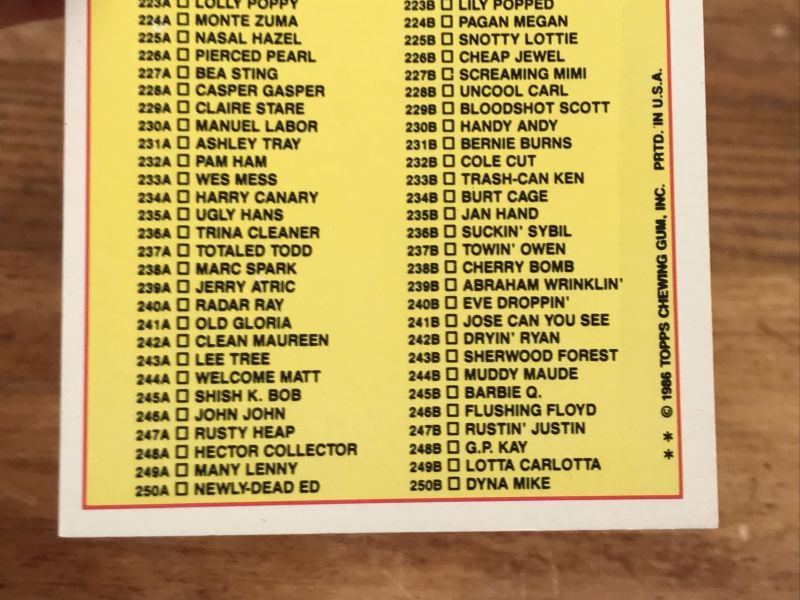 223A ☐ LOLLY POPPY 223B ☐ LILY POPPED
224A ☐ MONTE ZUMA 224B ☐ PAGAN MEGAN
225A ☐ NASAL HAZEL 225B ☐ SNOTTY LOTTIE
226A ☐ PIERCED PEARL 226B ☐ CHEAP JEWEL
227A ☐ BEA STING 227B ☐ SCREAMING MIMI
228A ☐ CASPER GASPER 228B ☐ UNCOOL CARL
229A ☐ CLAIRE STARE 229B ☐ BLOODSHOT SCOTT
230A ☐ MANUEL LABOR 230B ☐ HANDY ANDY
231A ☐ ASHLEY TRAY 231B ☐ BERNIE BURNS
232A ☐ PAM HAM 232B ☐ COLE CUT
233A ☐ WES MESS 233B ☐ TRASH-CAN KEN
234A ☐ HARRY CANARY 234B ☐ BURT CAGE
235A ☐ UGLY HANS 235B ☐ JAN HAND
236A ☐ TRINA CLEANER 236B ☐ SUCKIN' SYBIL
237A ☐ TOTALED TODD 237B ☐ TOWIN' OWEN
238A ☐ MARC SPARK 238B ☐ CHERRY BOMB
239A ☐ JERRY ATRIC 239B ☐ ABRAHAM WRINKLIN'
240A ☐ RADAR RAY 240B ☐ EVE DROPPIN'
241A ☐ OLD GLORIA 241B ☐ JOSE CAN YOU SEE
242A ☐ CLEAN MAUREEN 242B ☐ DRYIN' RYAN
243A ☐ LEE TREE 243B ☐ SHERWOOD FOREST
244A ☐ WELCOME MATT 244B ☐ MUDDY MAUDE
245A ☐ SHISH K. BOB 245B ☐ BARBIE Q.
246A ☐ JOHN JOHN 246B ☐ FLUSHING FLOYD
247A ☐ RUSTY HEAP 247B ☐ RUSTIN' JUSTIN
248A ☐ HECTOR COLLECTOR 248B ☐ G.P. KAY
249A ☐ MANY LENNY 249B ☐ LOTTA CARLOTTA
250A ☐ NEWLY-DEAD ED 250B ☐ DYNA MIKE
** © 1986 TOPPS CHEWING GUM, INC. PRTD. IN U.S.A.